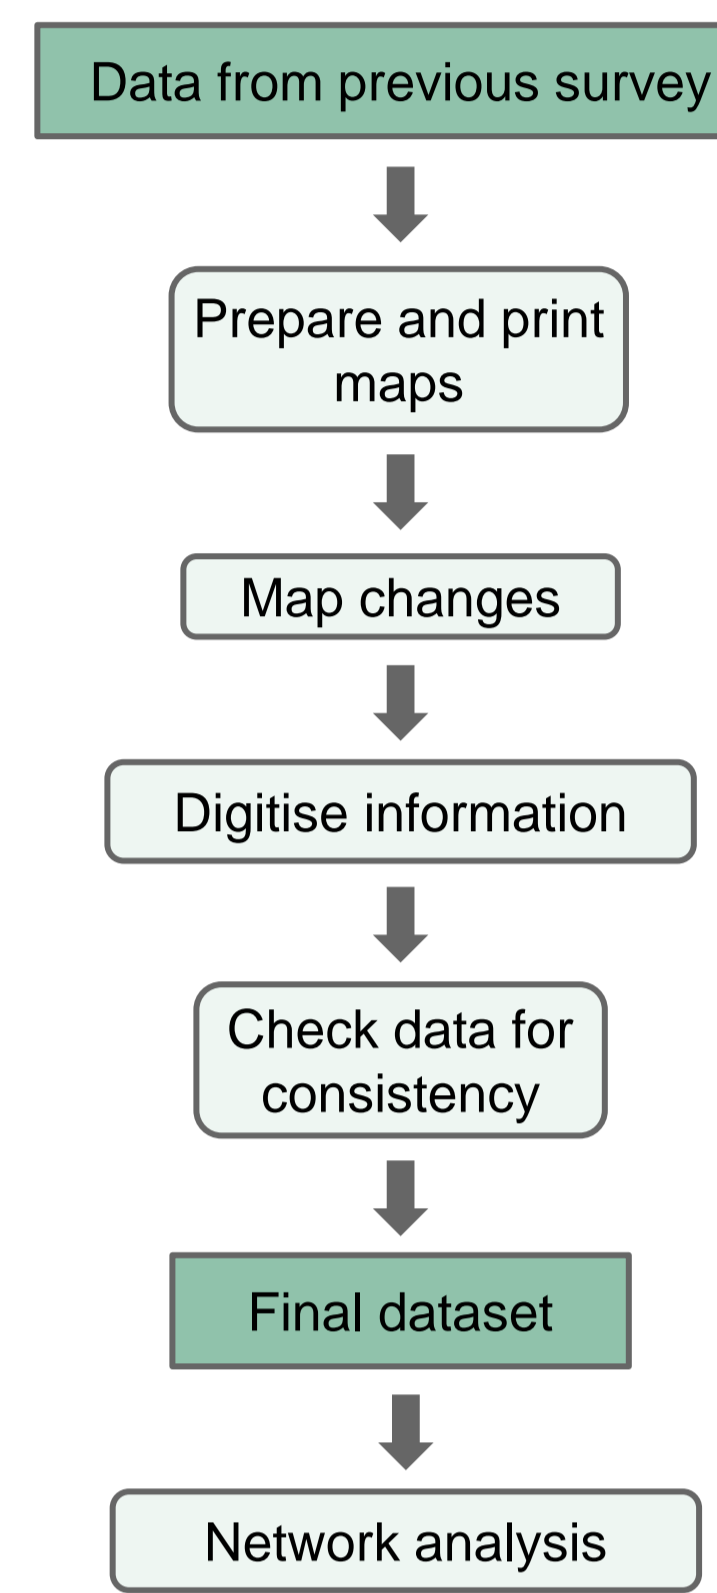 Data from previous survey
Prepare and print
maps
Map changes
Digitise information
Check data for
consistency
Final dataset
Network analysis